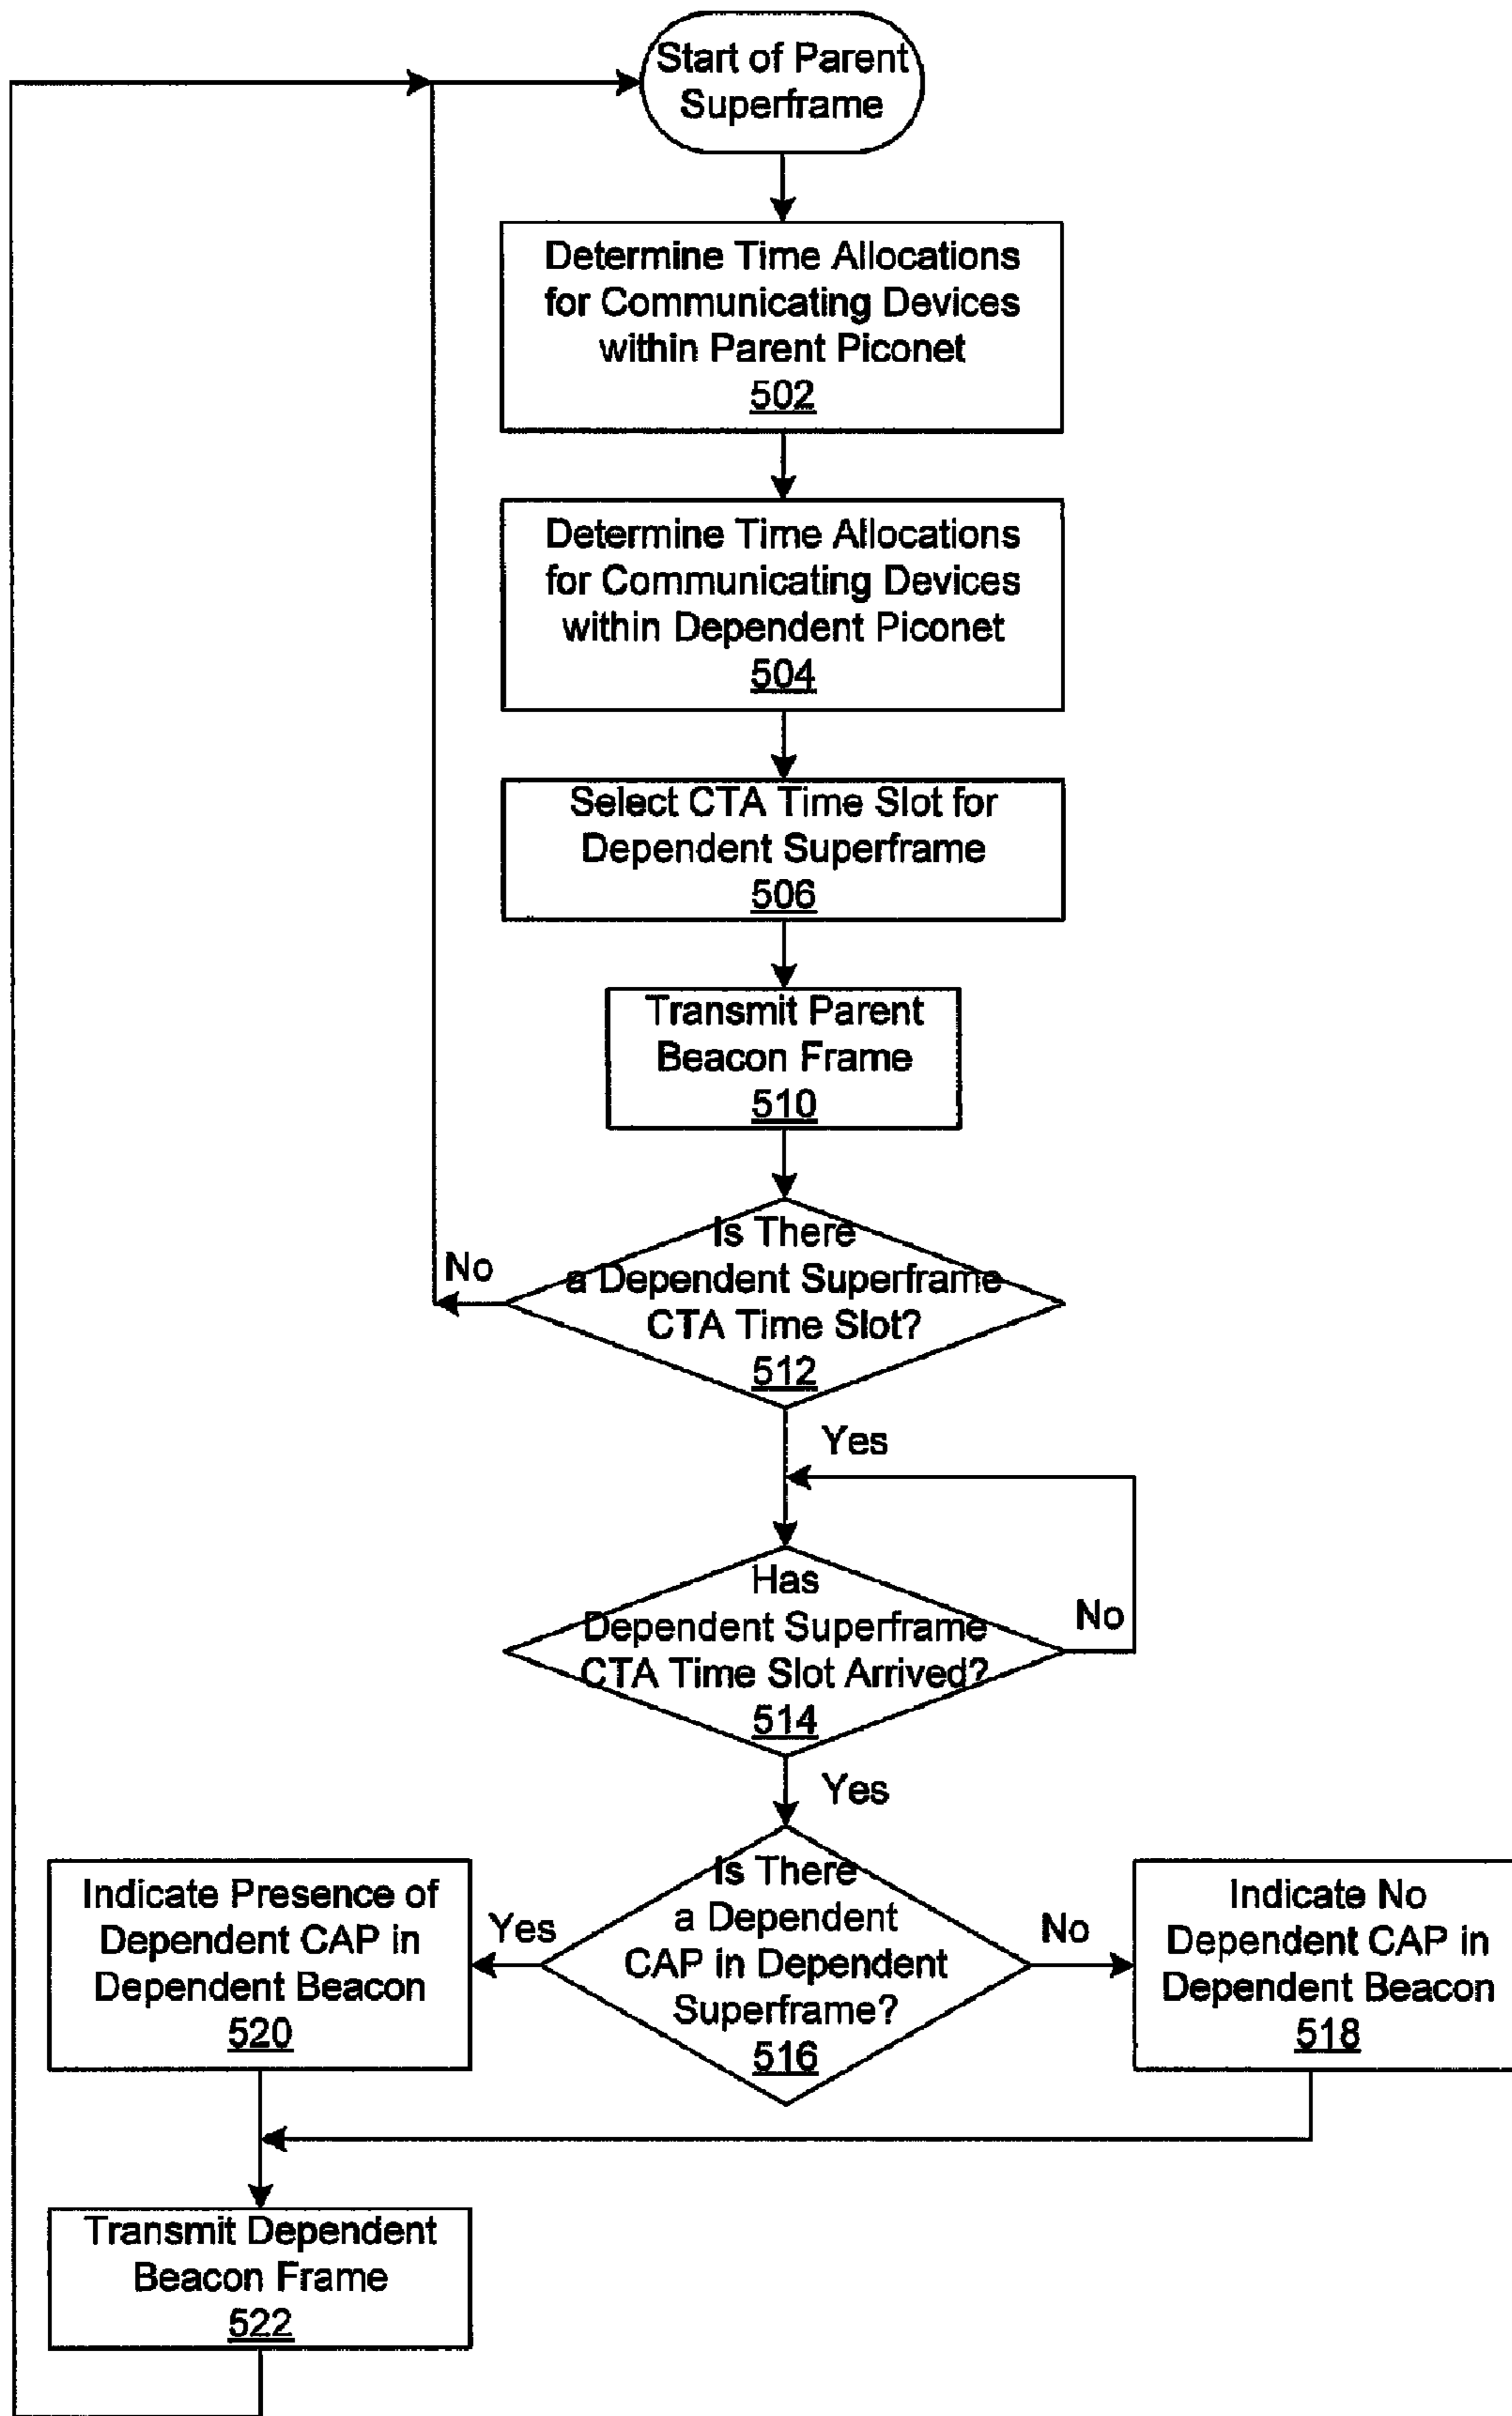 Start of Parent
Superframe
Determine Time Allocations
for Communicating Devices
within Parent Piconet
502
Determine Time Allocations
for Communicating Devices
within Dependent Piconet
504
Select CTA Time Slot for
Dependent Superframe
506
Transmit Parent
Beacon Frame
510
Is There
a Dependent Superframe
CTA Time Slot?
512
No
Yes
Has
Dependent Superframe
CTA Time Slot Arrived?
514
No
Yes
Is There
a Dependent
CAP in Dependent
Superframe?
516
Yes
No
Indicate Presence of
Dependent CAP in
Dependent Beacon
520
Indicate No
Dependent CAP in
Dependent Beacon
518
Transmit Dependent
Beacon Frame
522